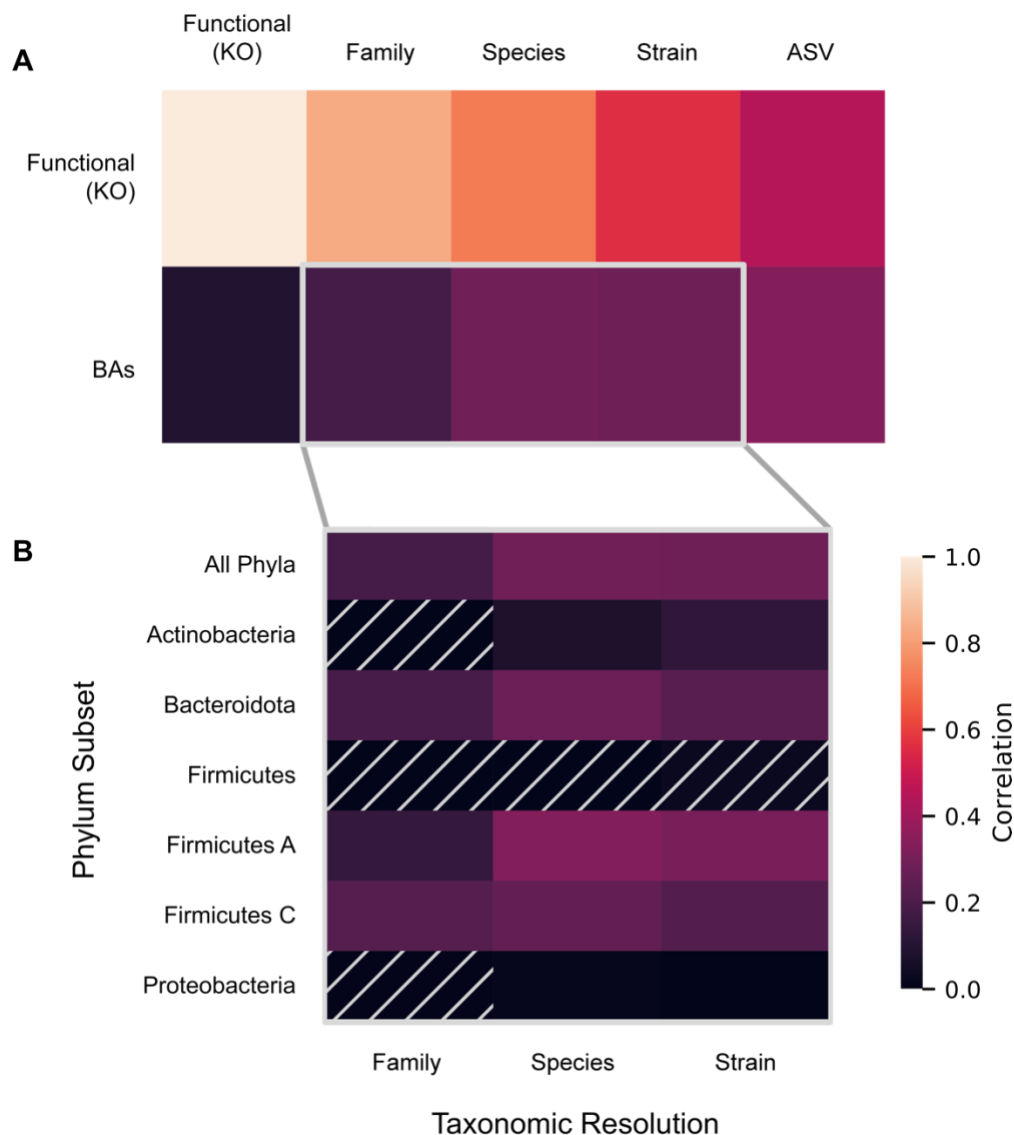 A
Functional
(KO)
Family
Species
Strain
ASV
Functional
(KO)
BAs
B
All Phyla
Actinobacteria
Bacteroidota
Firmicutes
Firmicutes A
Firmicutes C
Proteobacteria
Phylum Subset
Family
Species
Strain
Taxonomic Resolution
1.0
0.8
0.6
0.4
0.2
0.0
Correlation